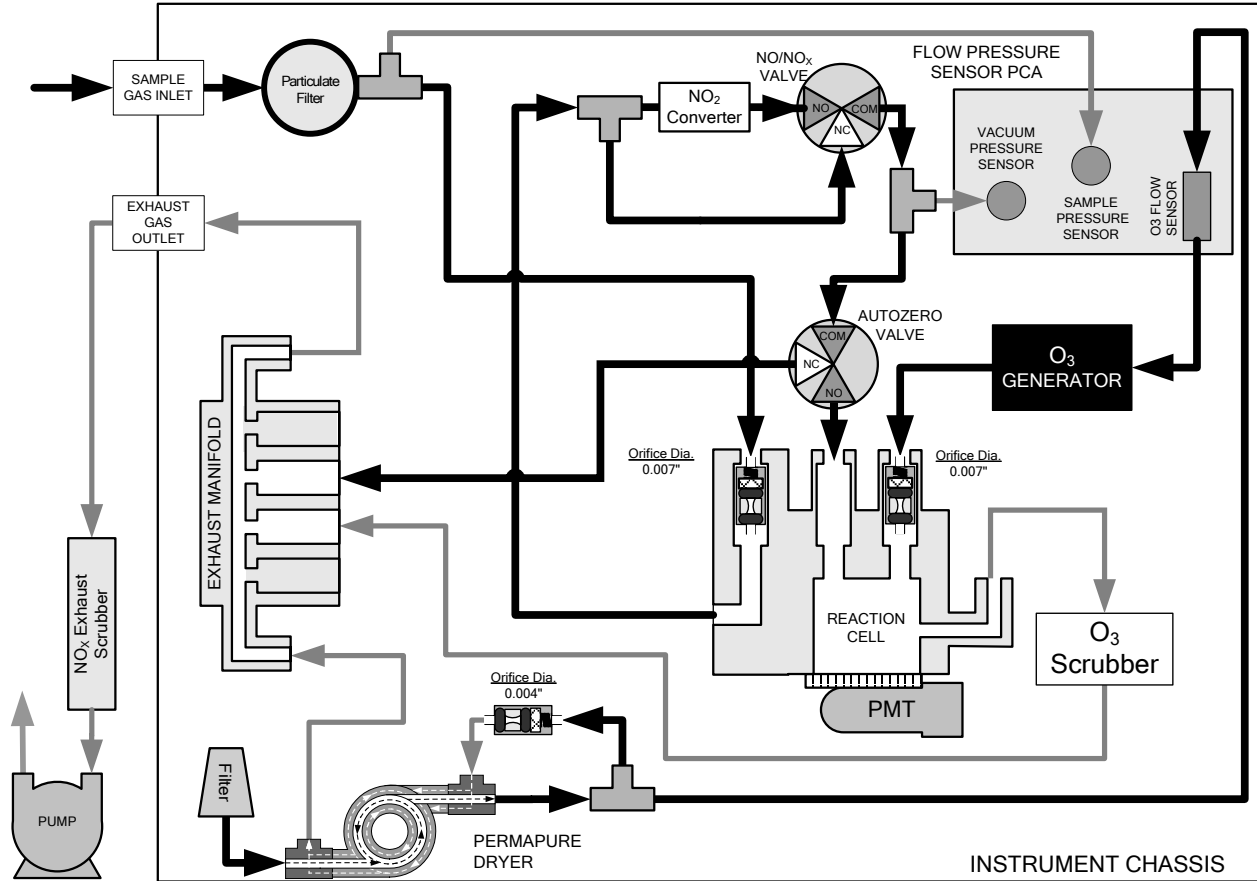 SAMPLE
GAS INLET
Particulate
Filter
NO/NOX
VALVE
FLOW PRESSURE
SENSOR PCA
NO2
Converter
NO
COM
NC
VACUUM
PRESSURE
SENSOR
SAMPLE
PRESSURE
SENSOR
O3 FLOW
SENSOR
EXHAUST
GAS
OUTLET
AUTOZERO
VALVE
COM
NC
NO
O3
GENERATOR
Orifice Dia.
0.007"
Orifice Dia.
0.007"
EXHAUST MANIFOLD
NOX Exhaust
Scrubber
REACTION
CELL
O3
Scrubber
Orifice Dia.
0.004"
PMT
Filter
PUMP
PERMAPURE
DRYER
INSTRUMENT CHASSIS